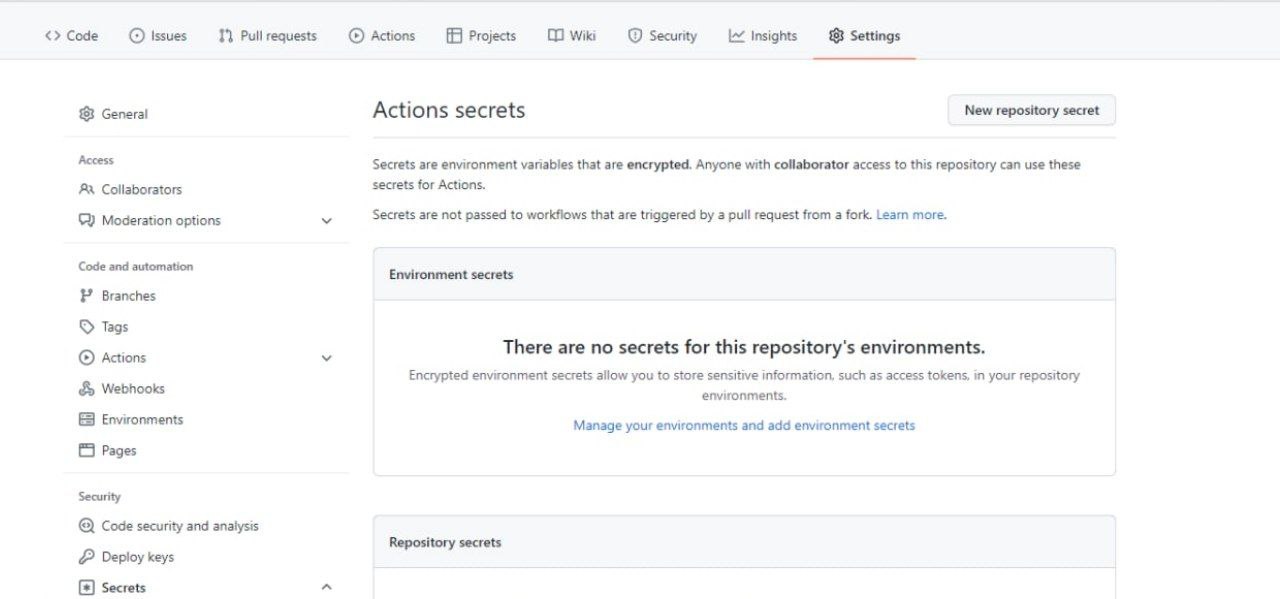 Code Issues Pull requests Actions Projects Wiki Security Insights Settings
General
Access
Collaborators
Moderation options
Code and automation
Branches
Tags
Actions
Webhooks
Environments
Pages
Security
Code security and analysis
Deploy keys
Secrets
Actions secrets
New repository secret
Secrets are environment variables that are encrypted. Anyone with collaborator access to this repository can use these
secrets for Actions.
Secrets are not passed to workflows that are triggered by a pull request from a fork. Learn more.
Environment secrets
There are no secrets for this repository's environments.
Encrypted environment secrets allow you to store sensitive information, such as access tokens, in your repository
environments.
Manage your environments and add environment secrets
Repository secrets